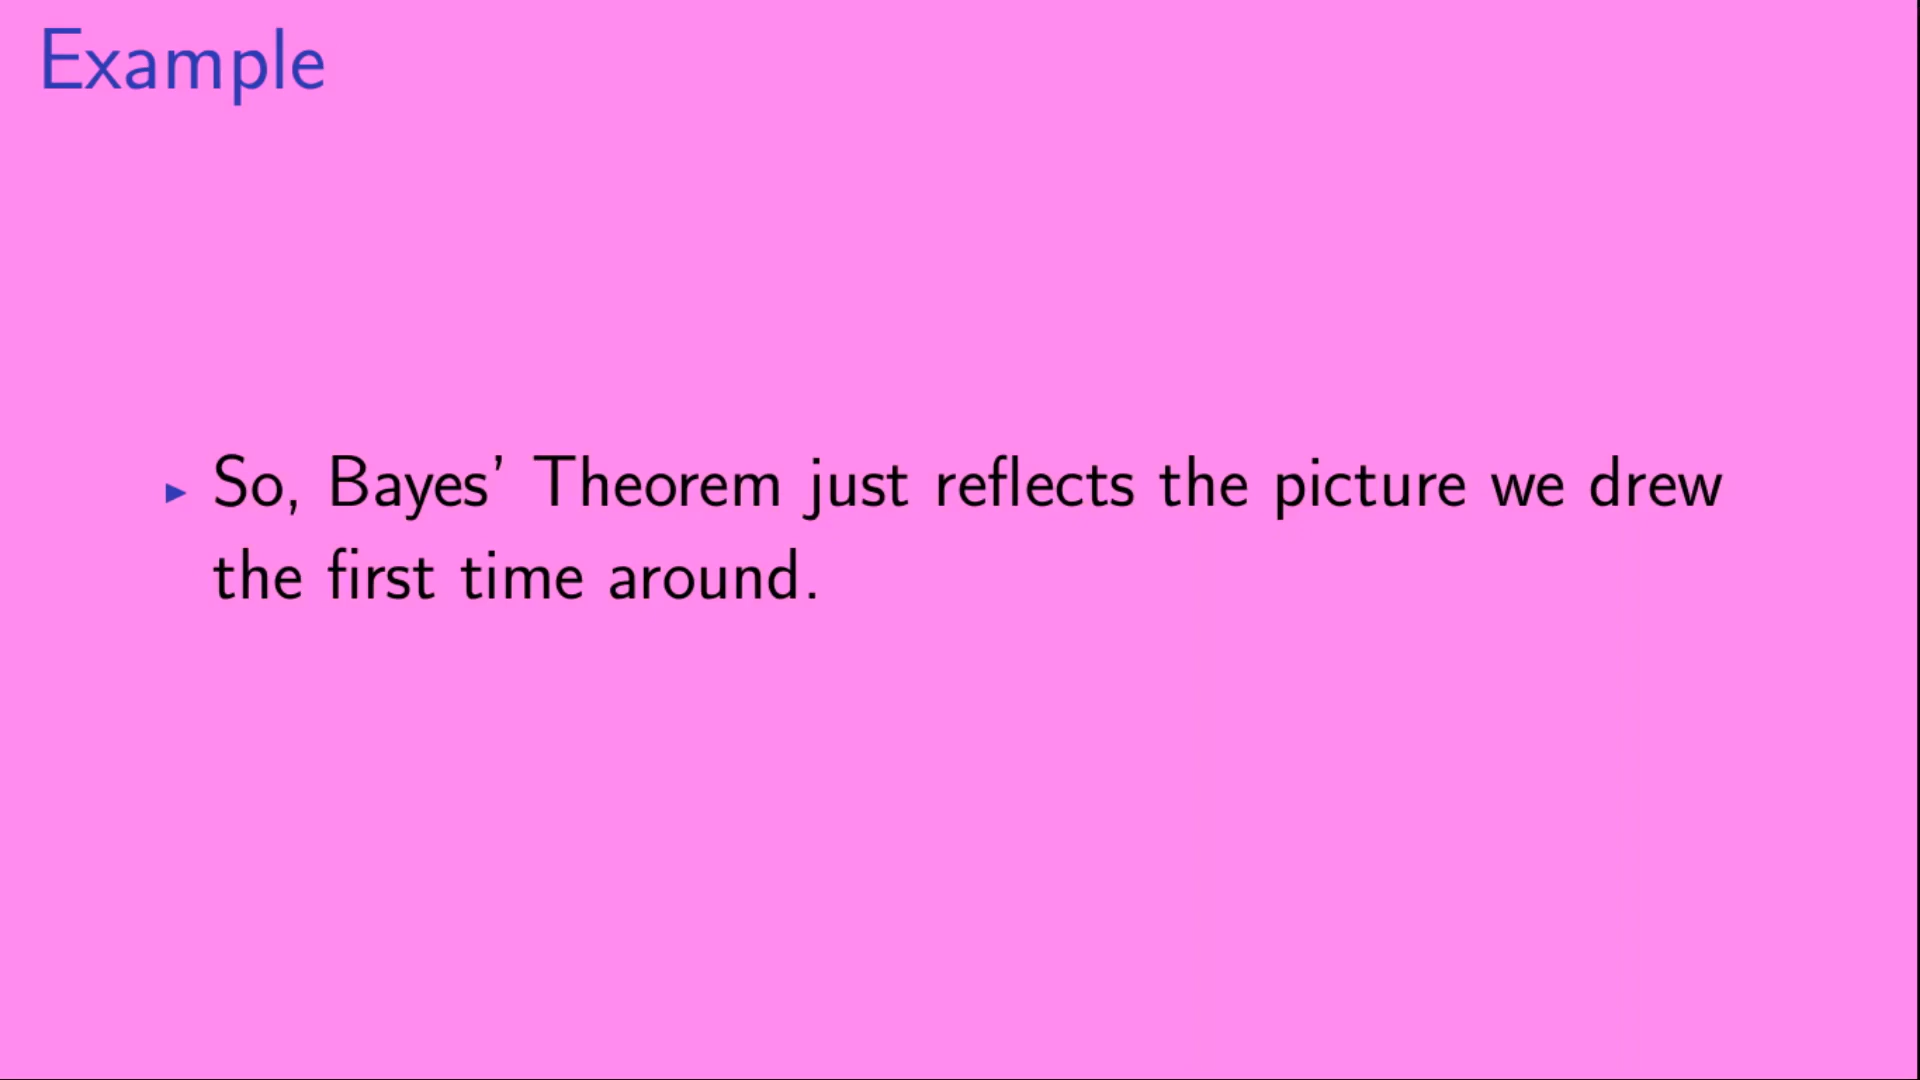 Example
▸ So, Bayes’ Theorem just reflects the picture we drew
the first time around.